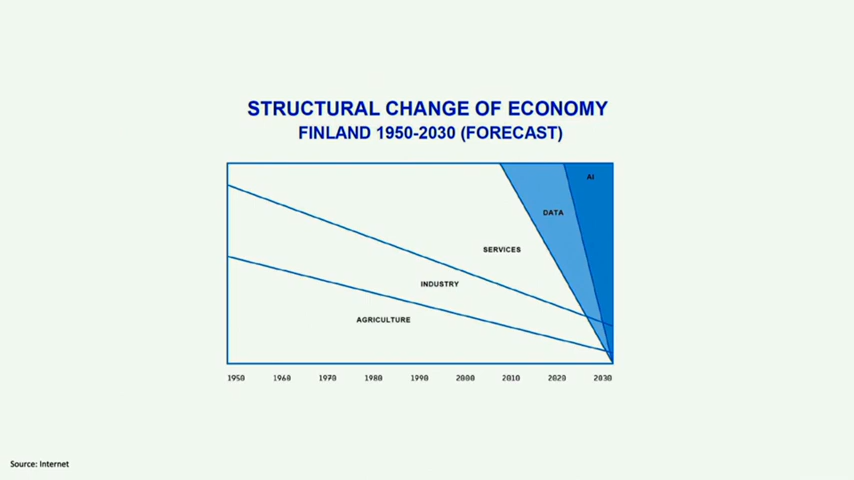 STRUCTURAL CHANGE OF ECONOMY
FINLAND 1950-2030 (FORECAST)
AI
DATA
SERVICES
INDUSTRY
AGRICULTURE
1950 1960 1970 1980 1990 2000 2010 2020 2030
Source: Internet